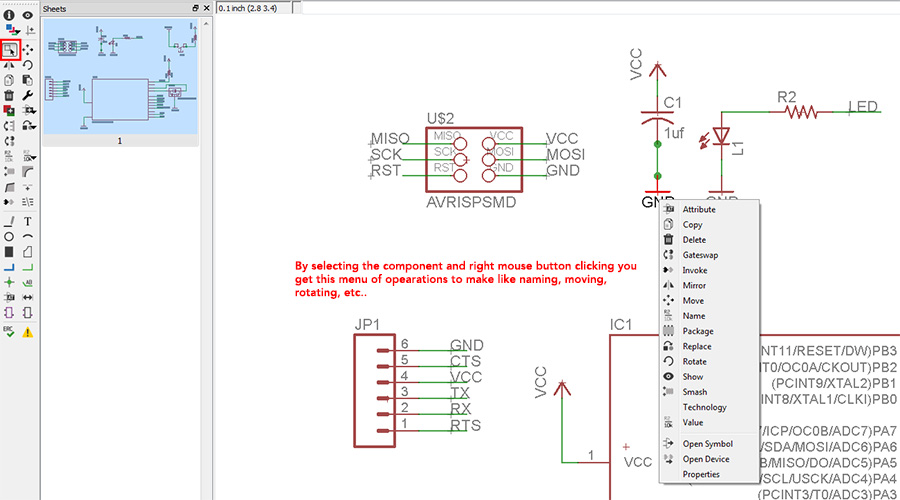 Sheets
0.1 inch (2.8 3.4)
1
VCC
C1
1uf
GND
R2
LED
L1
GND
U$2
MISO
SCK
RST
MISO
SCK
RST
VCC
MOSI
GND
VCC
MOSI
GND
AVRISPSMD
By selecting the component and right mouse button clicking you
get this menu of opearations to make like naming, moving,
rotating, etc..
Attribute
Copy
Delete
Gateswap
Invoke
Mirror
Move
Name
Package
Replace
Rotate
Show
Smash
Technology
Value
Open Symbol
Open Device
Properties
JP1
6 GND
5 CTS
4 VCC
3 TX
2 RX
1 RTS
IC1
VCC
1
VCC
NT11/RESET/DW)PB3
NT0/OC0A/CKOUT)PB2
(PCINT9/XTAL2)PB1
INT8/XTAL1/CLKI)PB0
/ICP/OC0B/ADC7)PA7
/SDA/MOSI/ADC6)PA6
B/MISO/DO/ADC5)PA5
/SCL/USCK/ADC4)PA4
(PCINT3/T0/ADC3)PA3
ERC